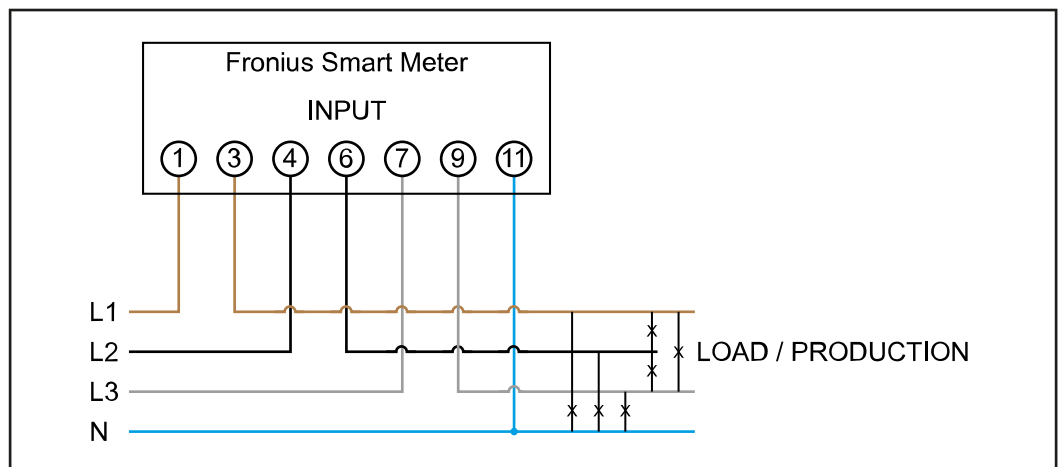 Fronius Smart Meter
INPUT
1 3 4 6 7 9 11
L1
L2 LOAD / PRODUCTION
L3
N